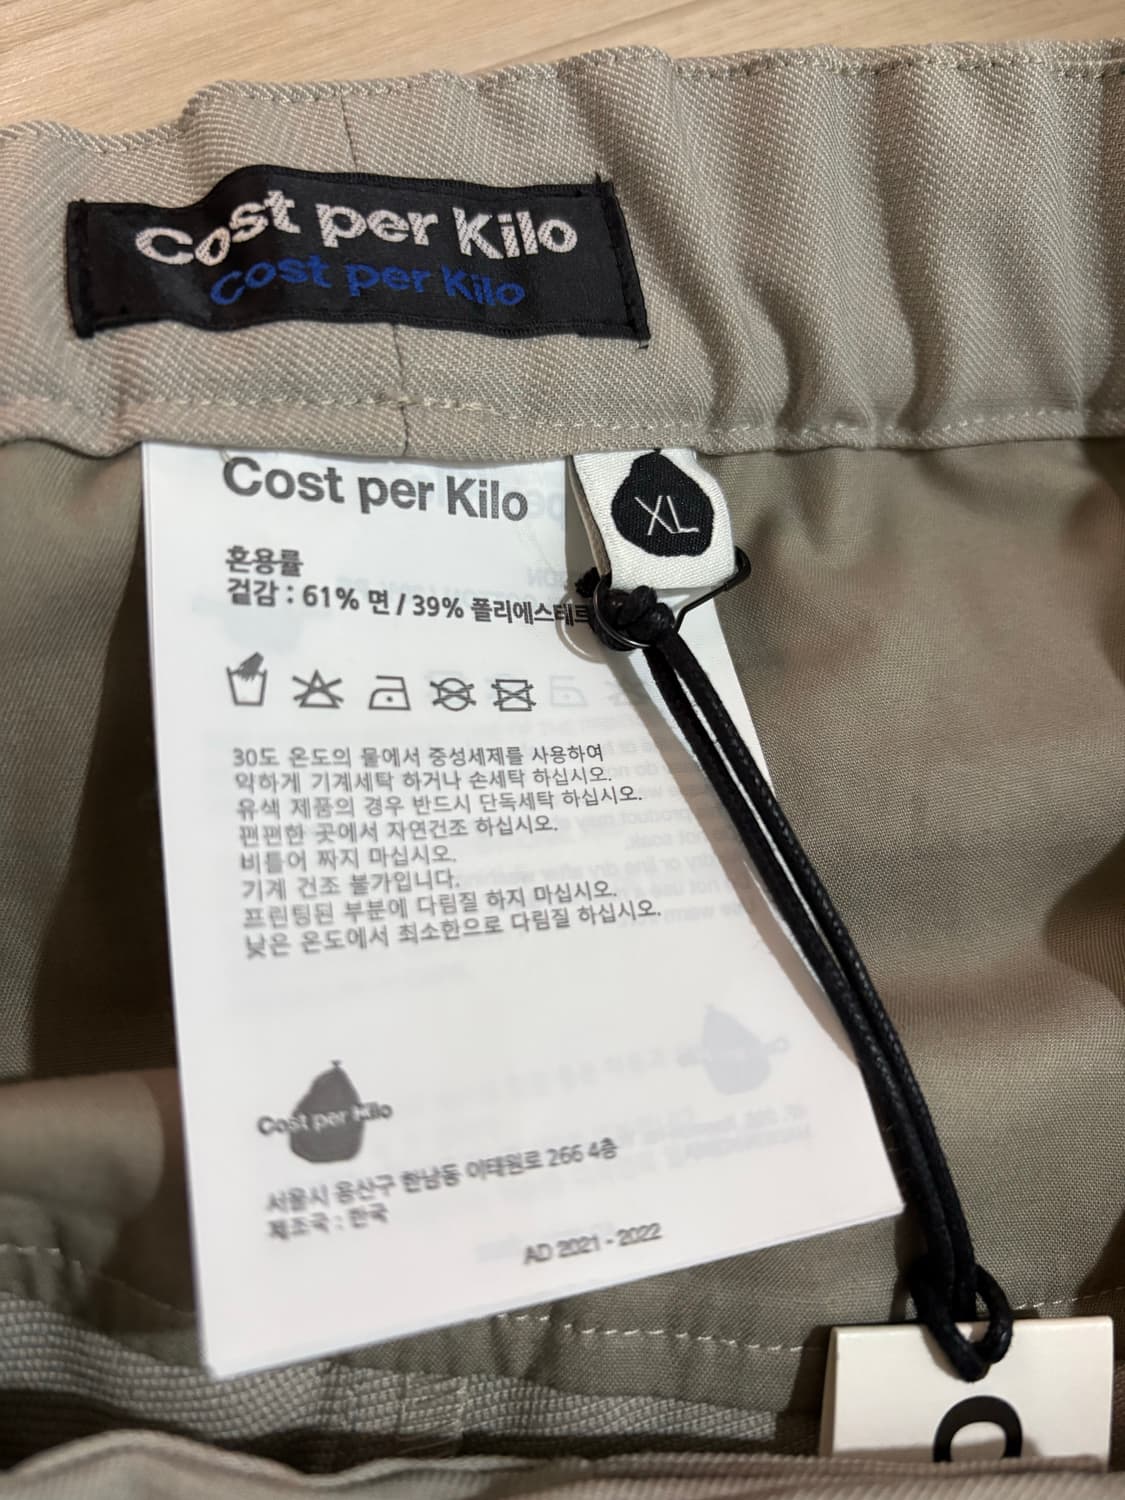 Cost per Kilo
Cost per Kilo
Cost per Kilo
XL
혼용률
겉감 : 61% 면 / 39% 폴리에스테르
30도 온도의 물에서 중성세제를 사용하여
약하게 기계세탁 하거나 손세탁 하십시오.
유색 제품의 경우 반드시 단독세탁 하십시오.
편편한 곳에서 자연건조 하십시오.
비틀어 짜지 마십시오.
기계 건조 불가입니다.
프린팅된 부분에 다림질 하지 마십시오.
낮은 온도에서 최소한으로 다림질 하십시오.
Cost per Kilo
서울시 용산구 한남동 이태원로 266 4층
제조국 : 한국
AD 2021 - 2022